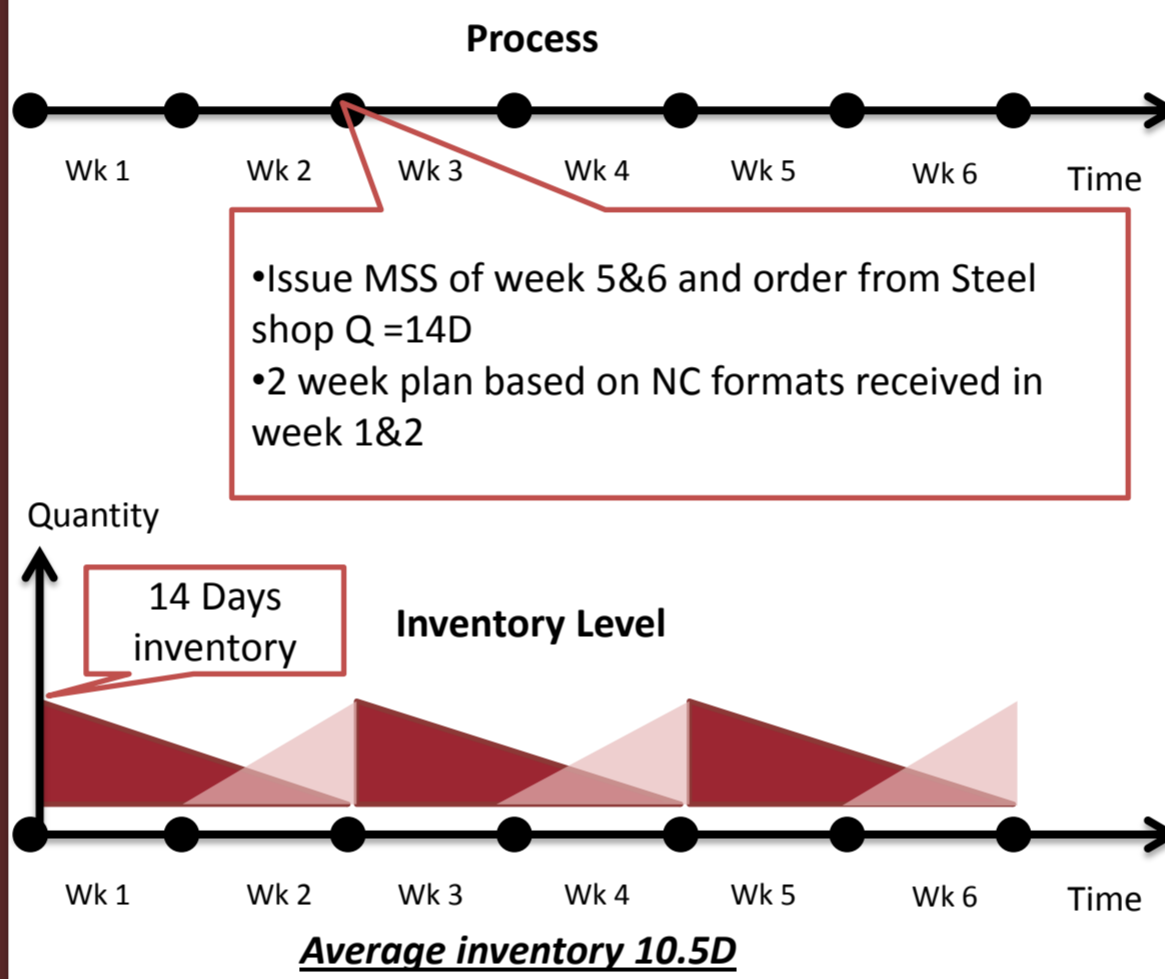 Process
Wk 1 Wk 2 Wk 3 Wk 4 Wk 5 Wk 6 Time
•Issue MSS of week 5&6 and order from Steel
shop Q =14D
•2 week plan based on NC formats received in
week 1&2
Quantity
14 Days
inventory
Inventory Level
Wk 1 Wk 2 Wk 3 Wk 4 Wk 5 Wk 6 Time
Average inventory 10.5D